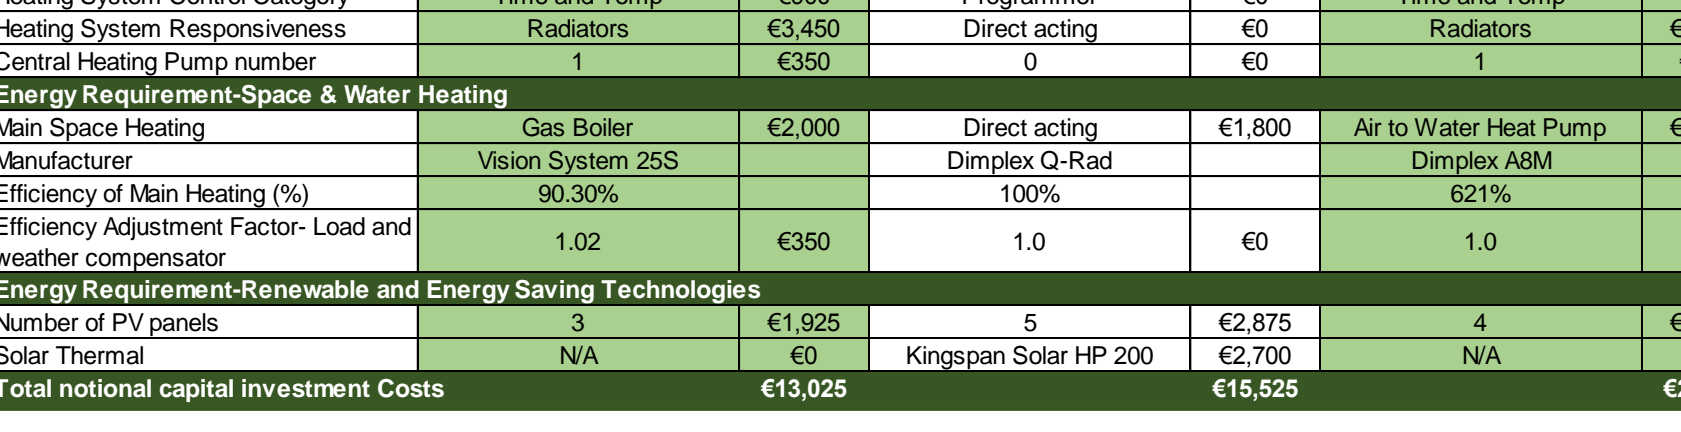 Heating System Responsiveness Radiators €3,450 Direct acting €0 Radiators
Central Heating Pump number 1 €350 0 €0 1
Energy Requirement-Space & Water Heating
Main Space Heating Gas Boiler €2,000 Direct acting €1,800 Air to Water Heat Pump
Manufacturer Vision System 25S Dimplex Q-Rad Dimplex A8M
Efficiency of Main Heating (%) 90.30% 100% 621%
Efficiency Adjustment Factor- Load and
weather compensator 1.02 €350 1.0 €0 1.0
Energy Requirement-Renewable and Energy Saving Technologies
Number of PV panels 3 €1,925 5 €2,875 4
Solar Thermal N/A €0 Kingspan Solar HP 200 €2,700 N/A
Total notional capital investment Costs €13,025 €15,525